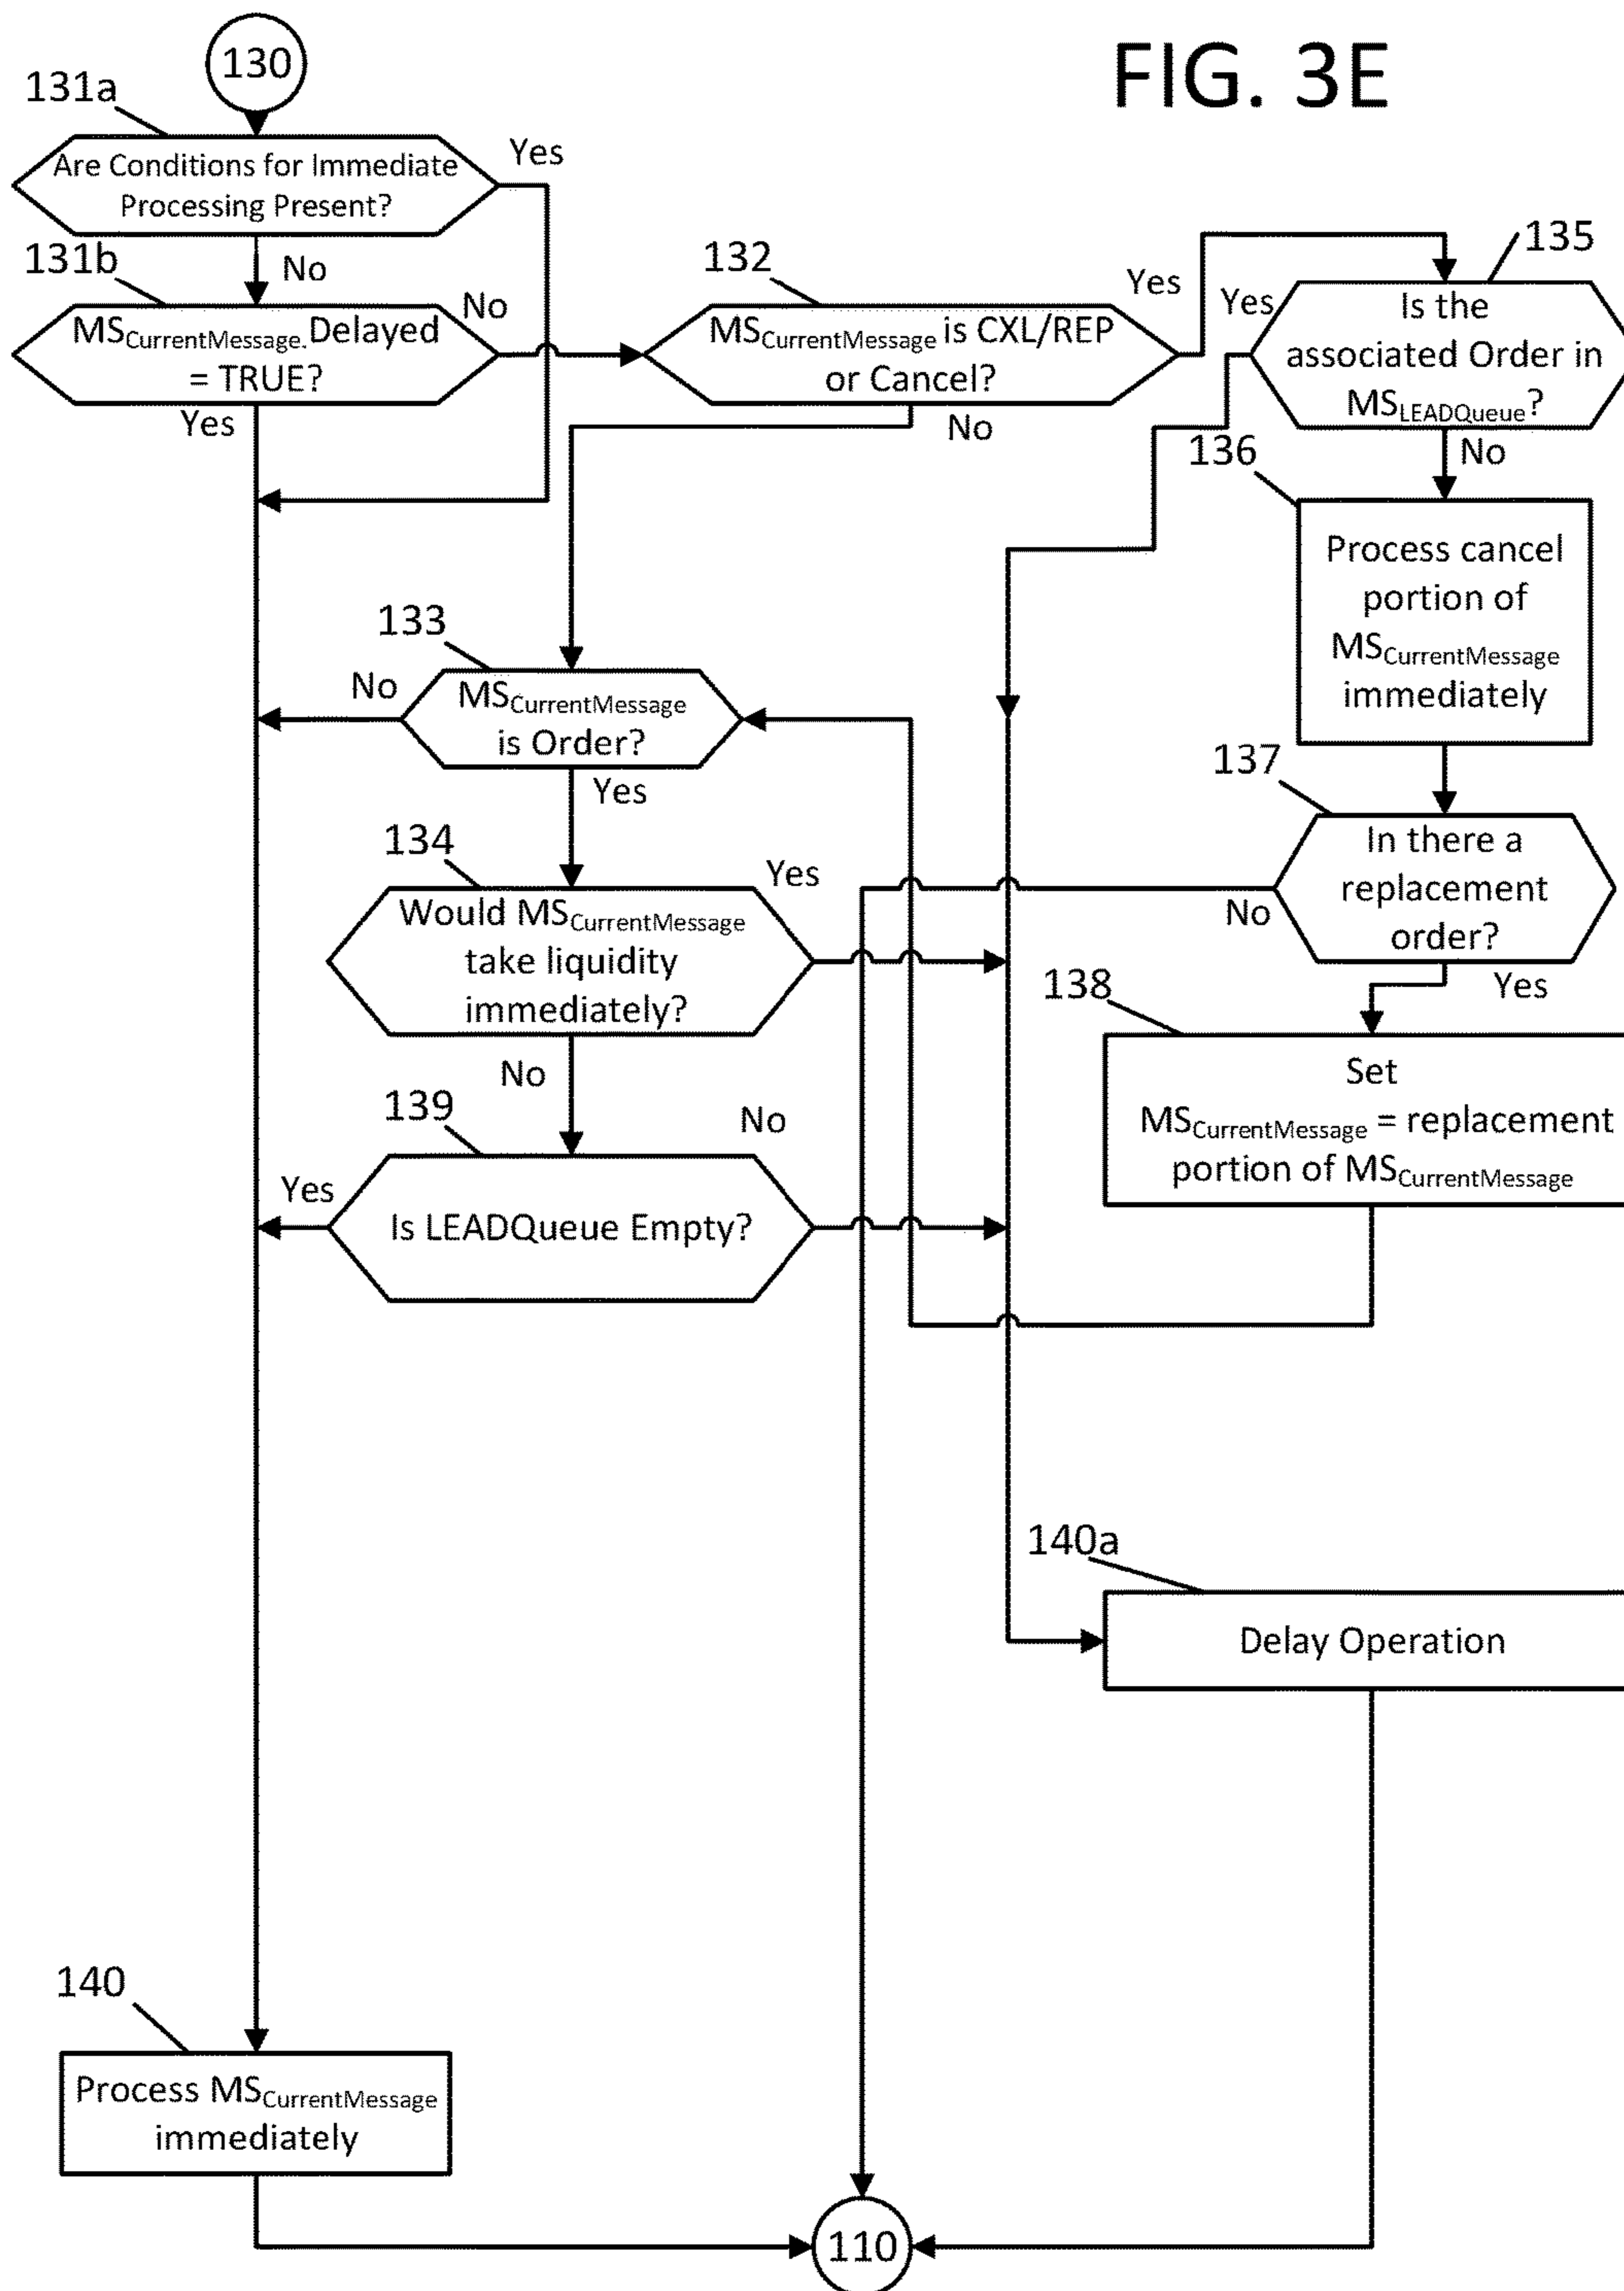 FIG. 3E
130
131a
Are Conditions for Immediate
Processing Present?
Yes
No
131b
MSCurrentMessage.Delayed
= TRUE?
No
Yes
132
MSCurrentMessage is CXL/REP
or Cancel?
Yes
No
135
Yes
Is the
associated Order in
MSLEADQueue?
No
136
Process cancel
portion of
MSCurrentMessage
immediately
133
No
MSCurrentMessage
is Order?
Yes
137
In there a
replacement
order?
No
Yes
134
Would MSCurrentMessage
take liquidity
immediately?
Yes
No
138
Set
MSCurrentMessage = replacement
portion of MSCurrentMessage
139
No
Yes
Is LEADQueue Empty?
140a
Delay Operation
140
Process MSCurrentMessage
immediately
110